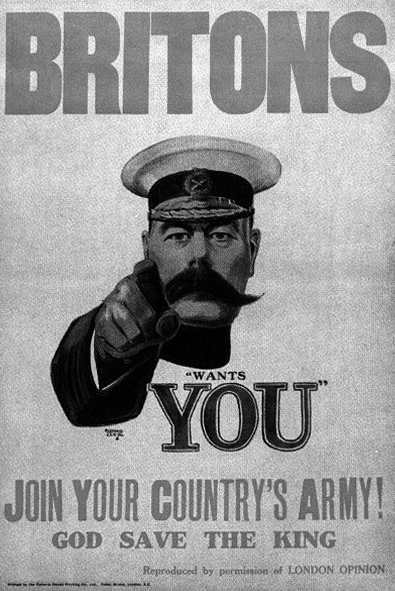 BRITONS
"WANTS
YOU"
JOIN YOUR COUNTRY'S ARMY!
GOD SAVE THE KING
Reproduced by permission of LONDON OPINION